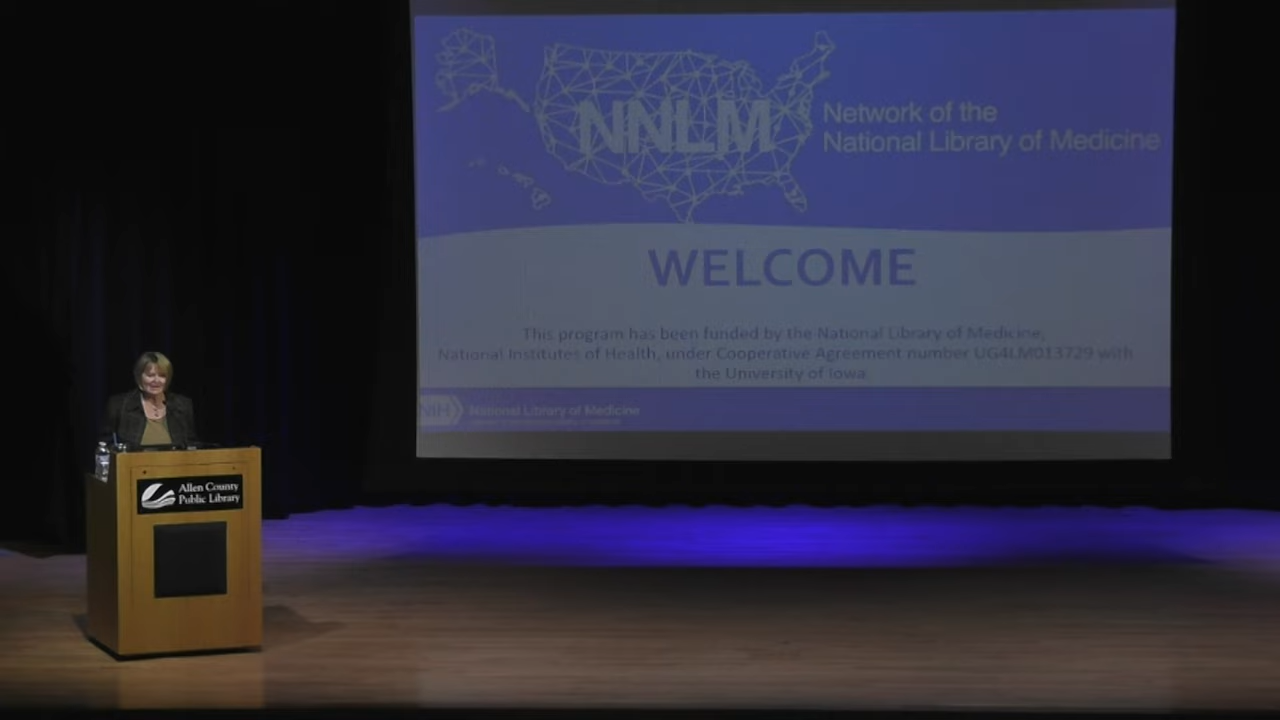 NNLM
Network of the
National Library of Medicine
WELCOME
This program has been funded by the National Library of Medicine,
National Institutes of Health, under Cooperative Agreement number UG4LM013729 with
the University of Iowa.
NIH
National Library of Medicine
Allen County
Public Library